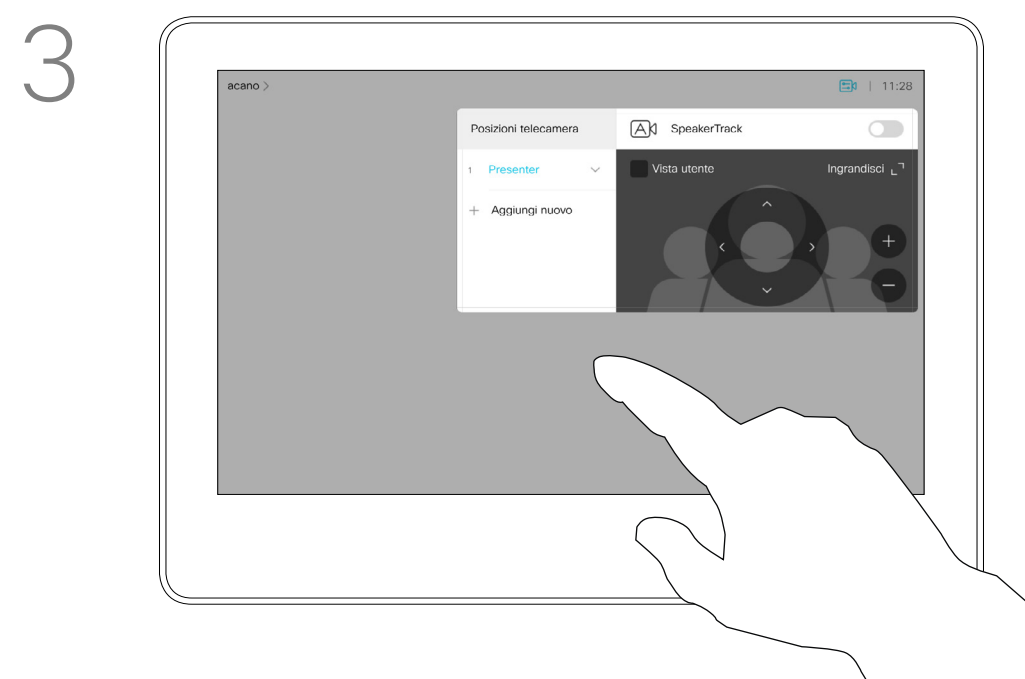 3
acano >
11:28
Posizioni telecamera
SpeakerTrack
1 Presenter
Vista utente
Ingrandisci
+ Aggiungi nuovo